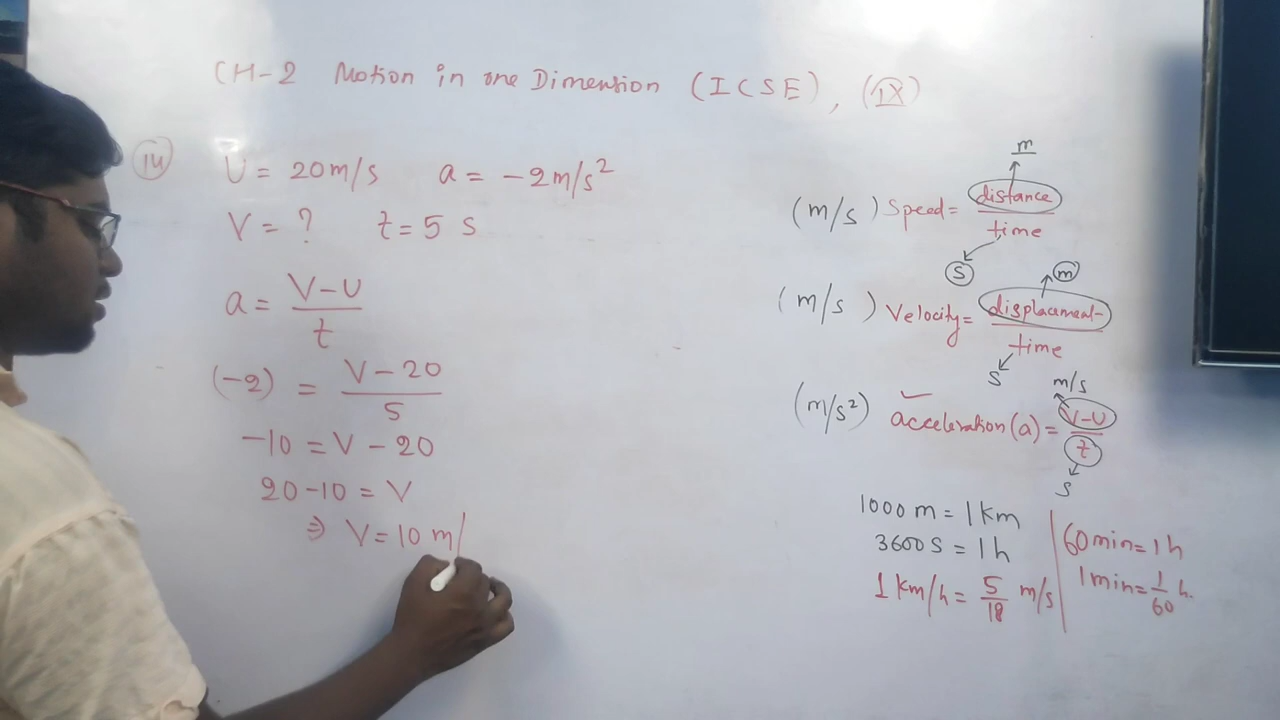 CH-2 Motion in one Dimension (ICSE), (IX)
14 U = 20 m/s a = -2 m/s²
V = ? t = 5 s
a = V-U / t
(-2) = V - 20 / 5
-10 = V - 20
20 - 10 = V
⇒ V = 10 m/
m
(m/s) Speed = distance / time
s
m
(m/s) Velocity = displacement / time
s
m/s
(m/s²) ✓ acceleration (a) = V-U / t
s
1000 m = 1 km
3600 s = 1 h
1 km/h = 5/18 m/s
60 min = 1 h
1 min = 1/60 h.